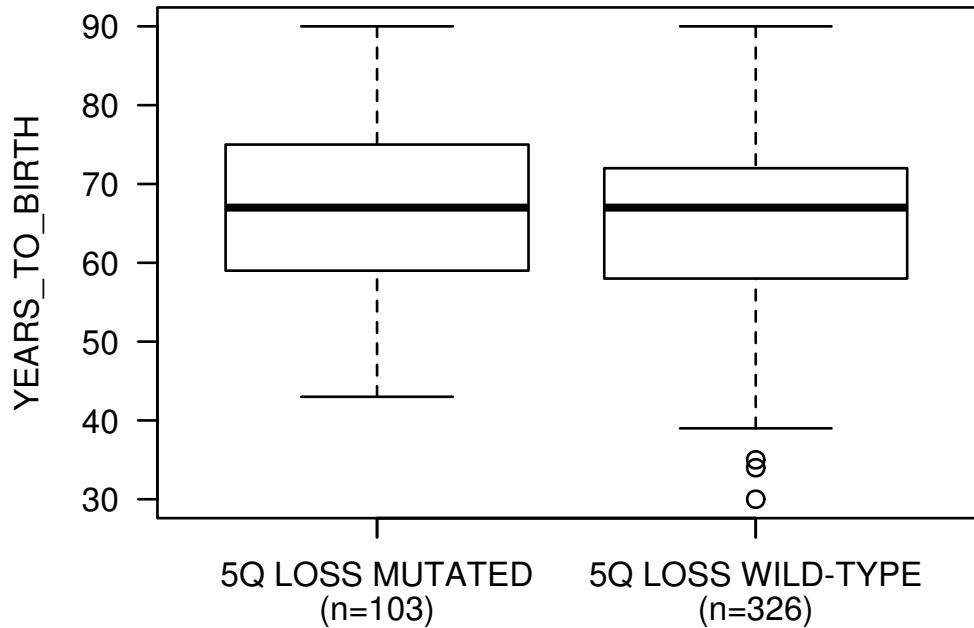 YEARS_TO_BIRTH
90
80
70
60
50
40
30
5Q LOSS MUTATED
(n=103)
5Q LOSS WILD-TYPE
(n=326)